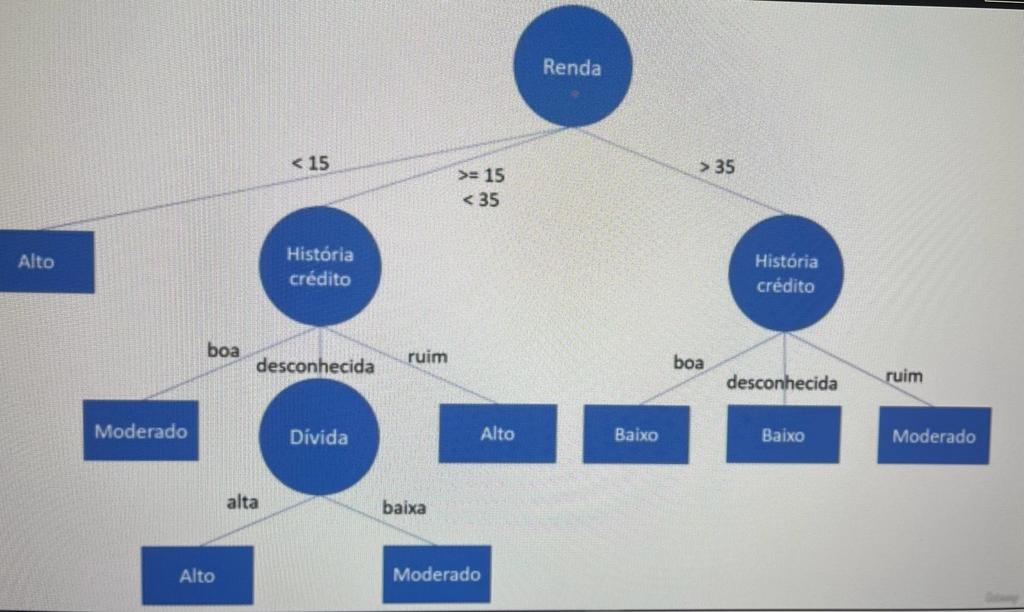 Renda
< 15
>= 15
< 35
> 35
Alto
História
crédito
História
crédito
boa
desconhecida
ruim
boa
desconhecida
ruim
Moderado
Dívida
Alto
Baixo
Baixo
Moderado
alta
baixa
Alto
Moderado